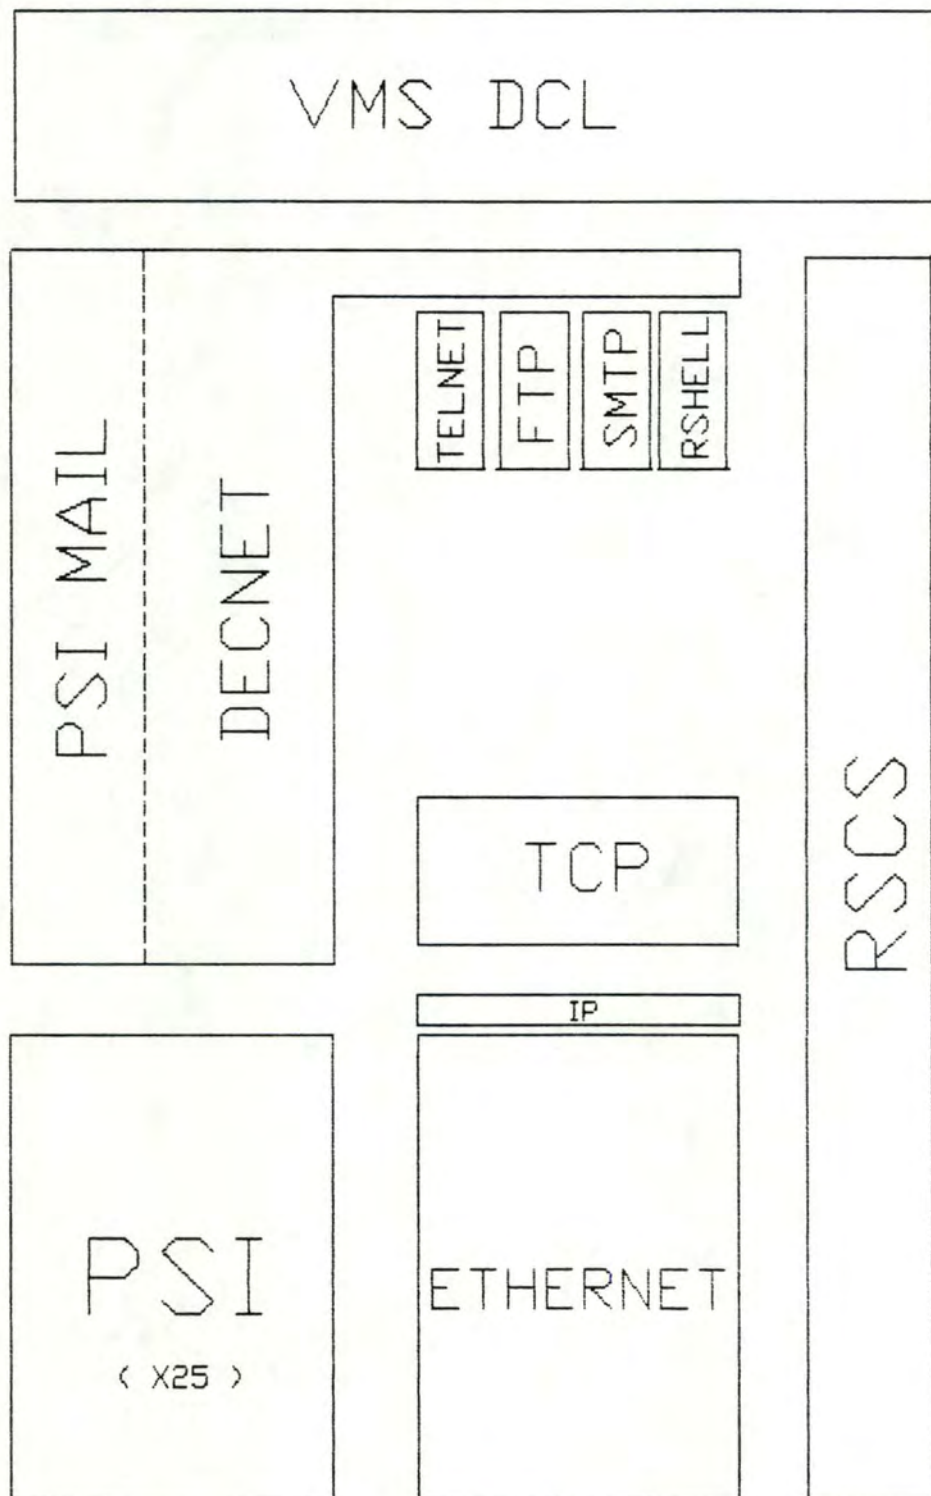 VMS DCL
PSI MAIL
DECNET
TELNET
FTP
SMTP
RSHELL
TCP
IP
RSCS
PSI
( X25 )
ETHERNET